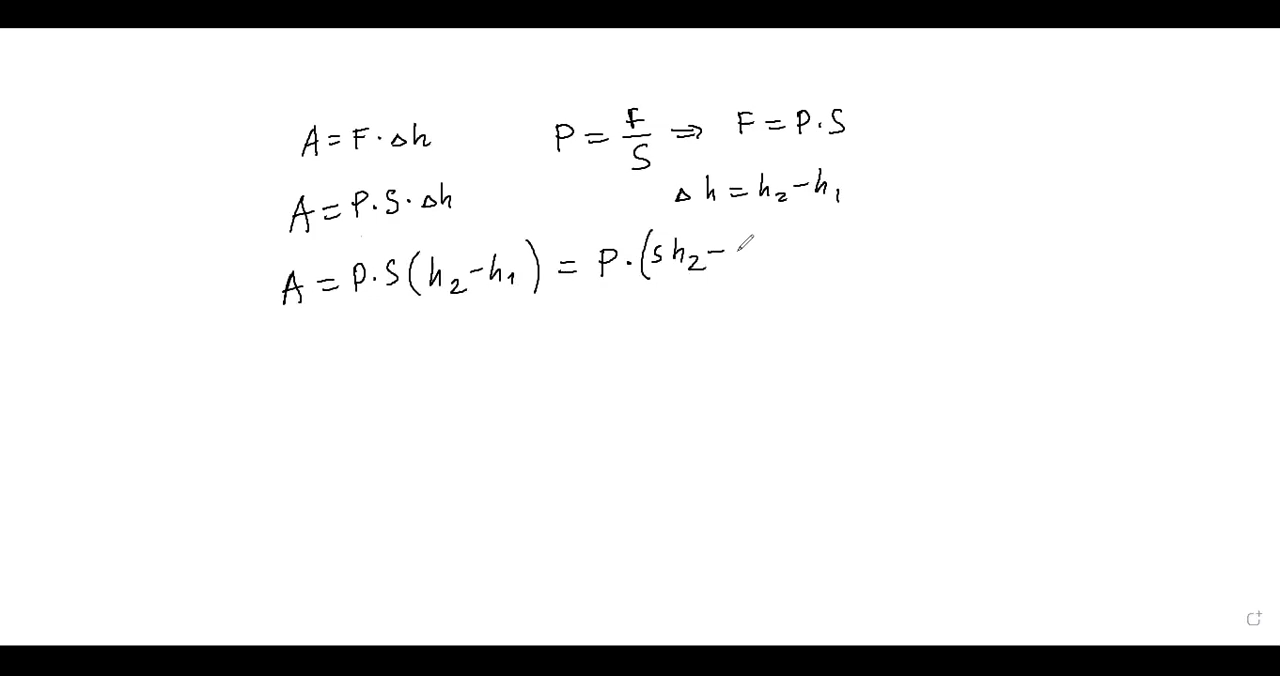 A = F · Δh P = F/S ⇒ F = P · S
A = P · S · Δh Δh = h₂ − h₁
A = P · S (h₂ − h₁) = P · (S h₂ −